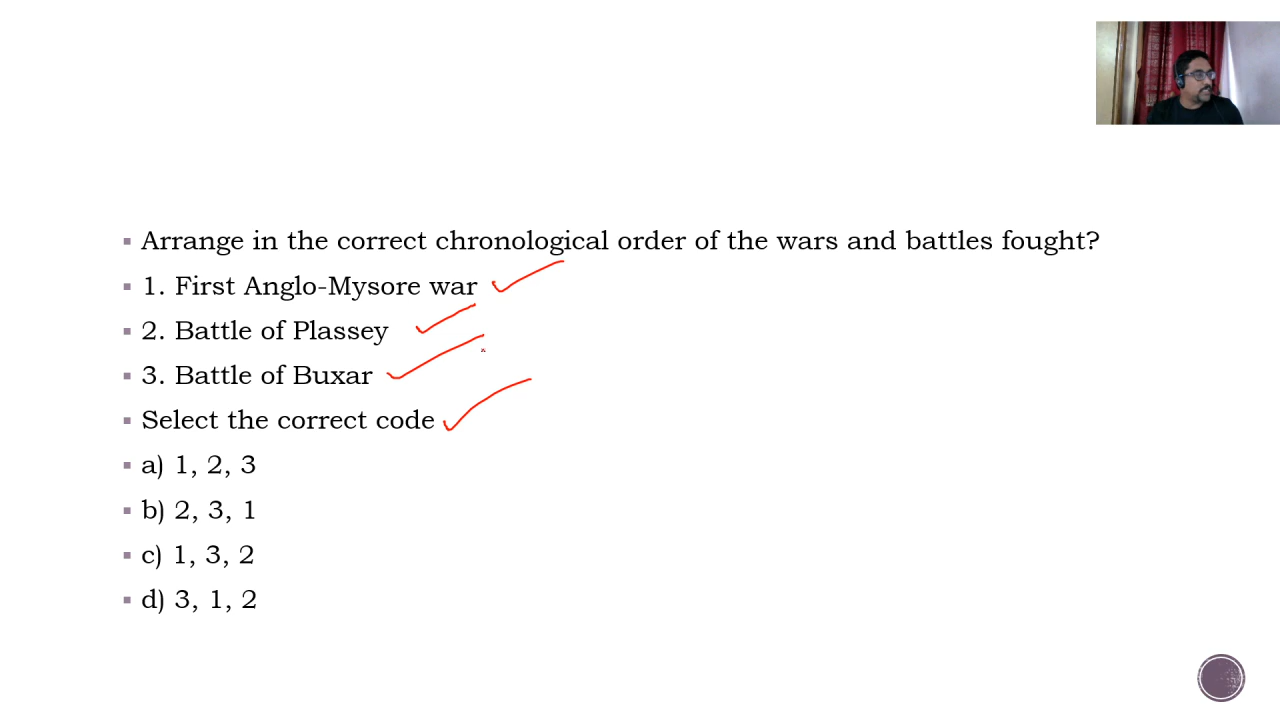 Arrange in the correct chronological order of the wars and battles fought?
1. First Anglo-Mysore war
2. Battle of Plassey
3. Battle of Buxar
Select the correct code
a) 1, 2, 3
b) 2, 3, 1
c) 1, 3, 2
d) 3, 1, 2